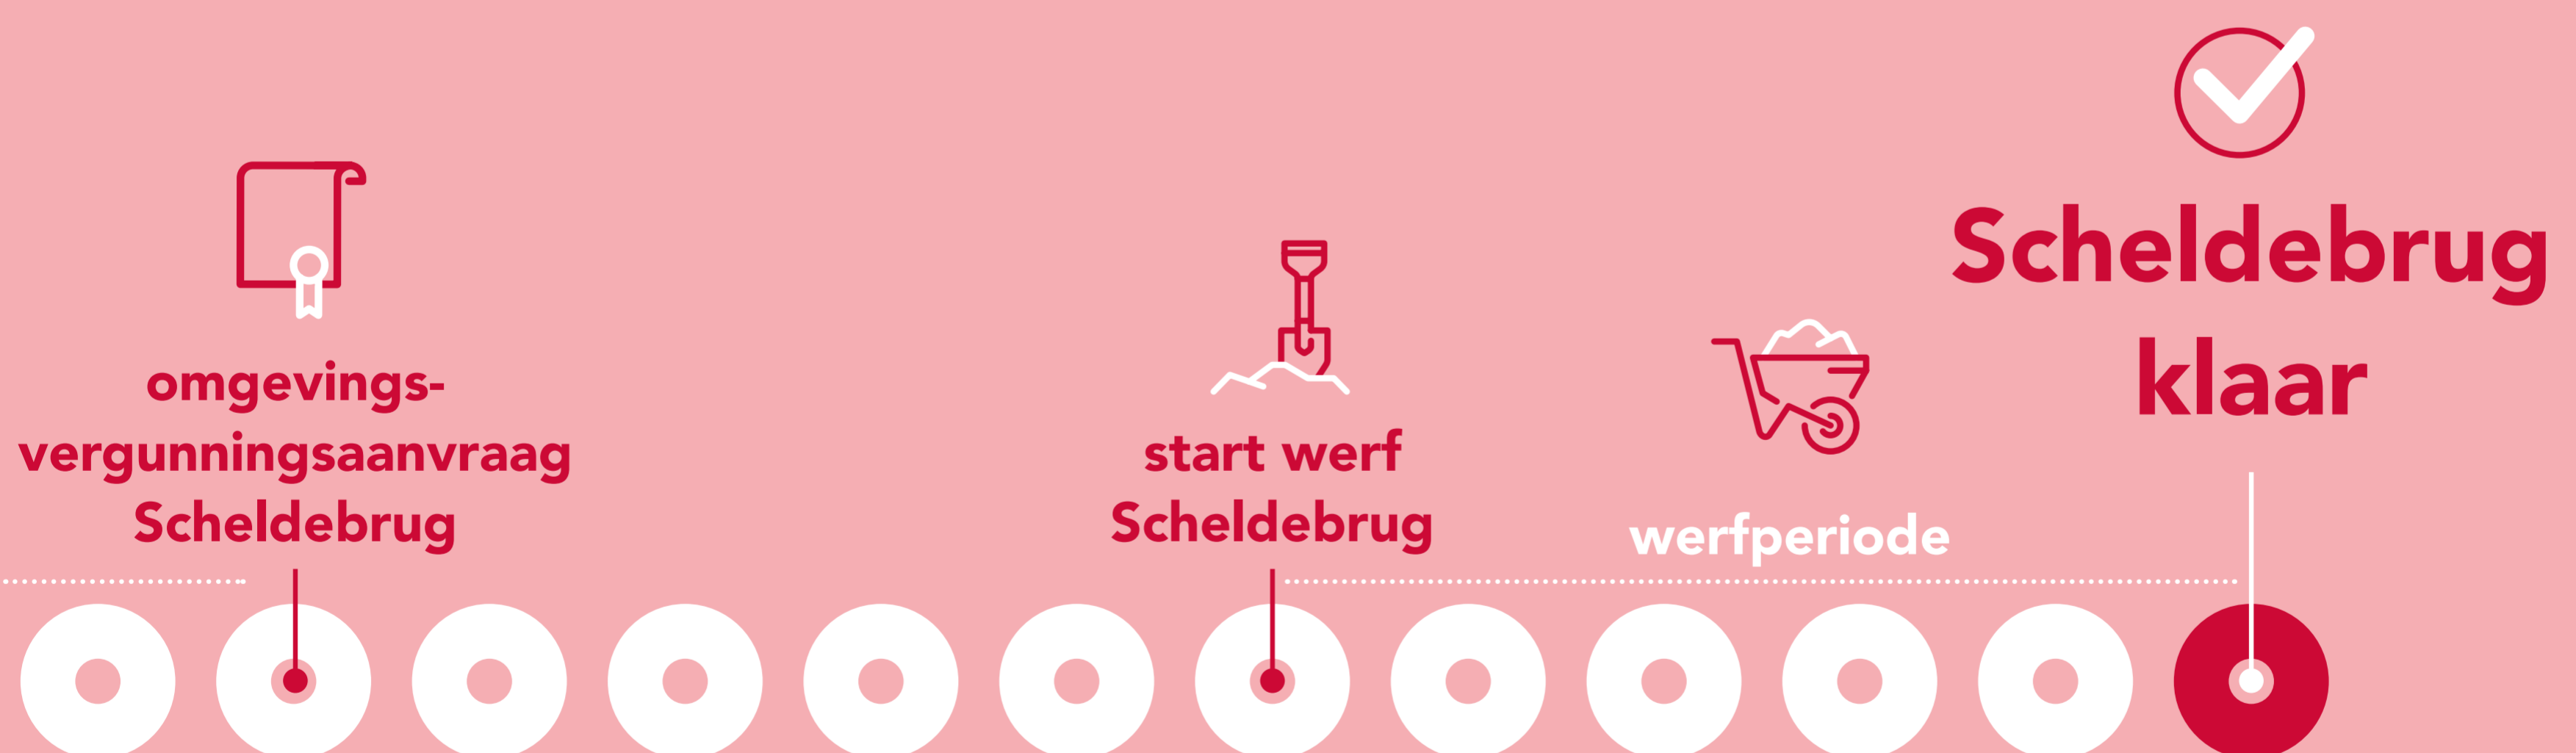 omgevings-
vergunningsaanvraag
Scheldebrug
start werf
Scheldebrug
werfperiode
Scheldebrug
klaar